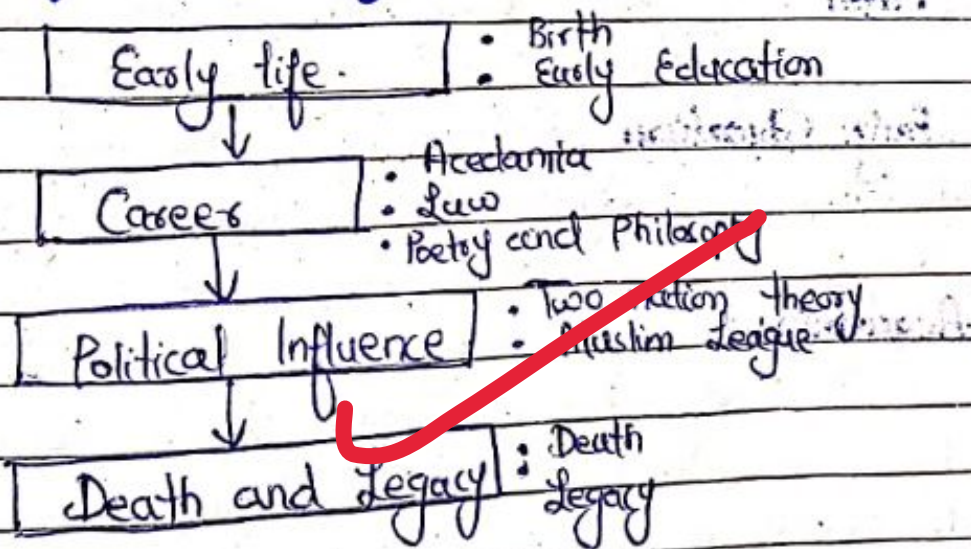 Early life.
• Birth
• Early Education
Career
• Acedamia
• Law
• Poetry and Philosophy
Political Influence
• Two nation theory
• Muslim League
Death and Legacy
• Death
• Legacy